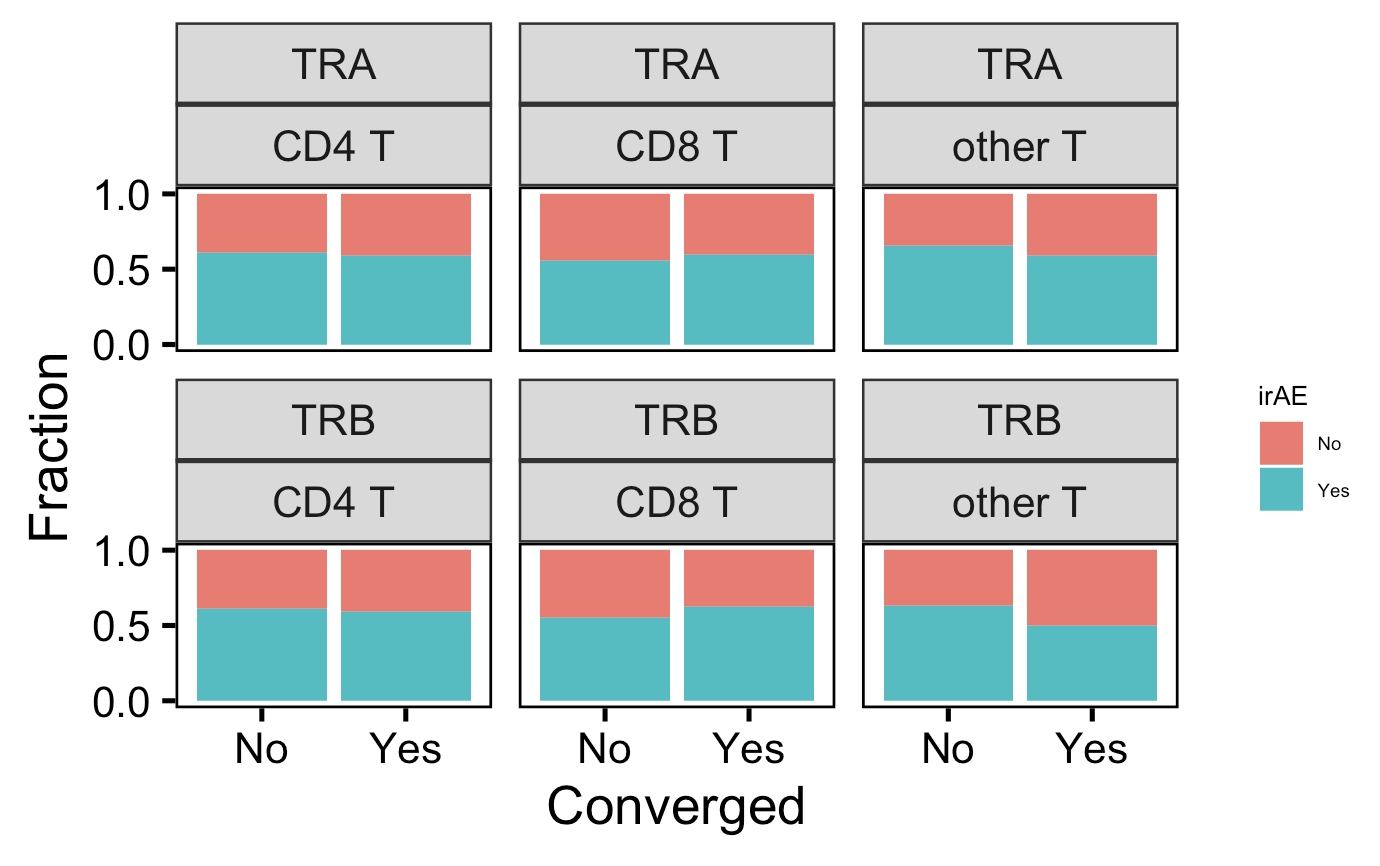 TRA TRA TRA
CD4 T CD8 T other T
1.0
0.5
0.0
TRB TRB TRB
CD4 T CD8 T other T
1.0
0.5
0.0
No Yes No Yes No Yes
Converged
Fraction
irAE
No
Yes